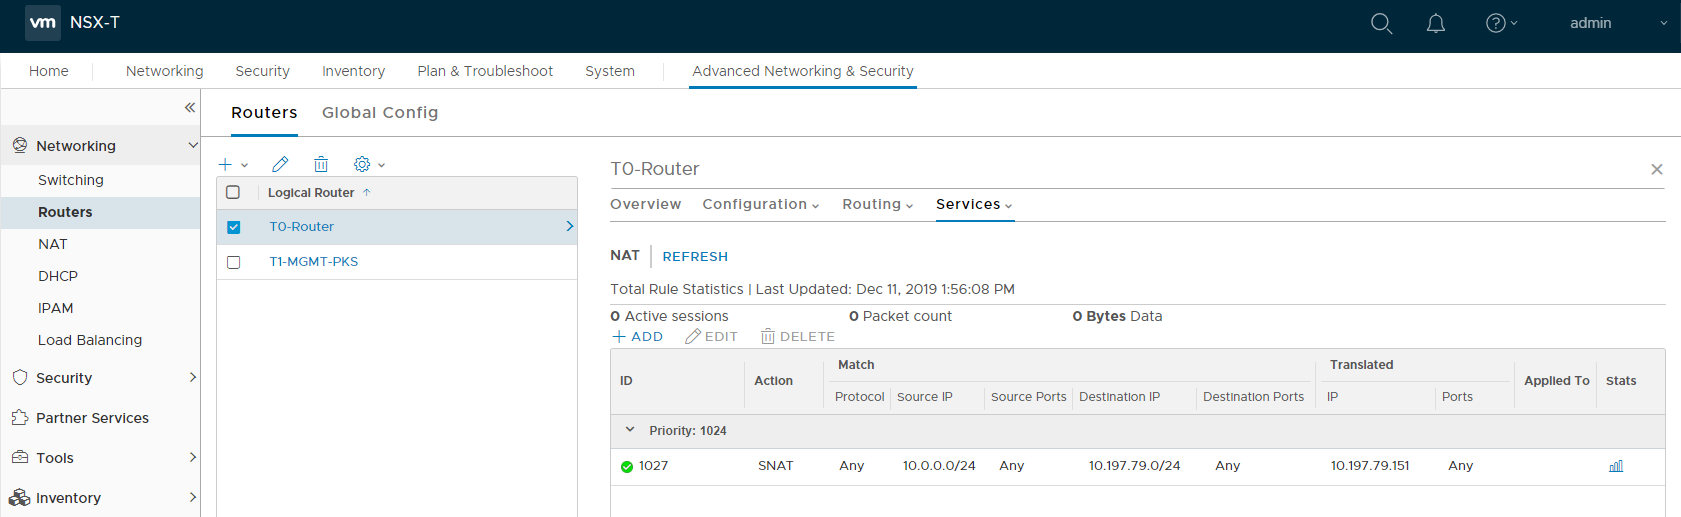 vm NSX-T admin
Home Networking Security Inventory Plan & Troubleshoot System Advanced Networking & Security
Routers Global Config
Networking
Switching
Routers
NAT
DHCP
IPAM
Load Balancing
Security
Partner Services
Tools
Inventory
Logical Router
T0-Router
T1-MGMT-PKS
T0-Router
Overview Configuration Routing Services
NAT REFRESH
Total Rule Statistics | Last Updated: Dec 11, 2019 1:56:08 PM
0 Active sessions 0 Packet count 0 Bytes Data
ADD EDIT DELETE
ID Action Match Translated Applied To Stats
Protocol Source IP Source Ports Destination IP Destination Ports IP Ports
Priority: 1024
1027 SNAT Any 10.0.0.0/24 Any 10.197.79.0/24 Any 10.197.79.151 Any